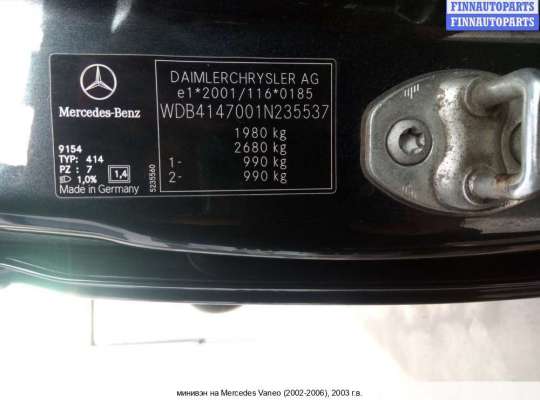 FINNAUTOPARTS
FINNAUTOPARTS
DAIMLERCHRYSLER AG
e1*2001/116*0185
WDB4147001N235537
1980 kg
2680 kg
1- 990 kg
2- 990 kg
Mercedes-Benz
9154
TYP: 414
PZ : 7
1,0% 1,4
Made in Germany
5235560
минивэн на Mercedes Vaneo (2002-2006), 2003 г.в.